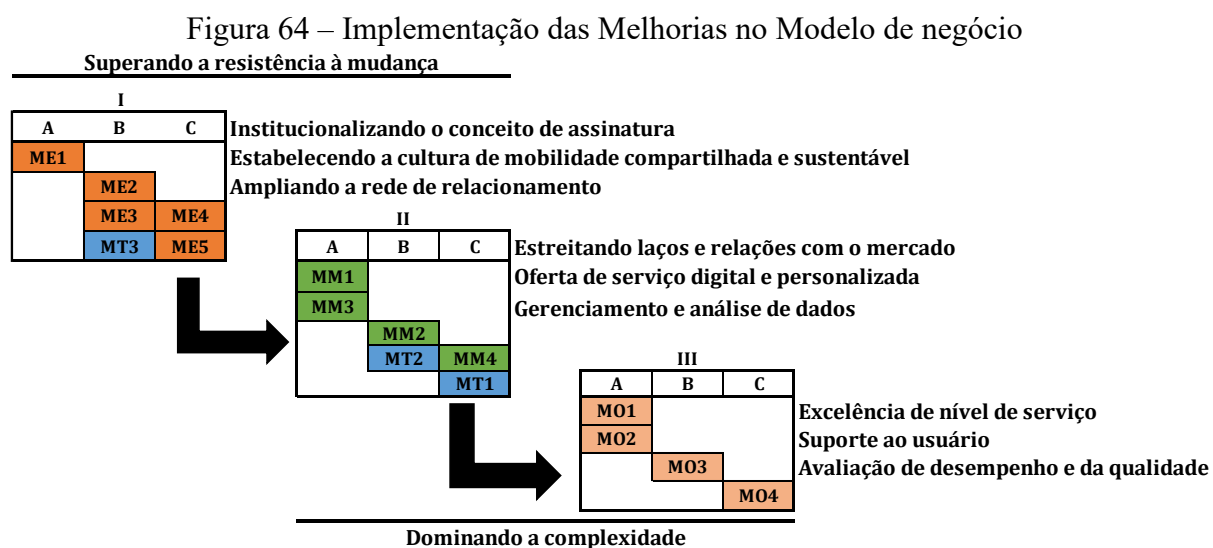 Figura 64 – Implementação das Melhorias no Modelo de negócio
Superando a resistência à mudança
I
A B C Institucionalizando o conceito de assinatura
ME1 Estabelecendo a cultura de mobilidade compartilhada e sustentável
ME2 Ampliando a rede de relacionamento
ME3 ME4
MT3 ME5
II
A B C Estreitando laços e relações com o mercado
MM1 Oferta de serviço digital e personalizada
MM3 Gerenciamento e análise de dados
MM2
MT2 MM4
MT1
III
A B C
MO1 Excelência de nível de serviço
MO2 Suporte ao usuário
MO3 Avaliação de desempenho e da qualidade
MO4
Dominando a complexidade